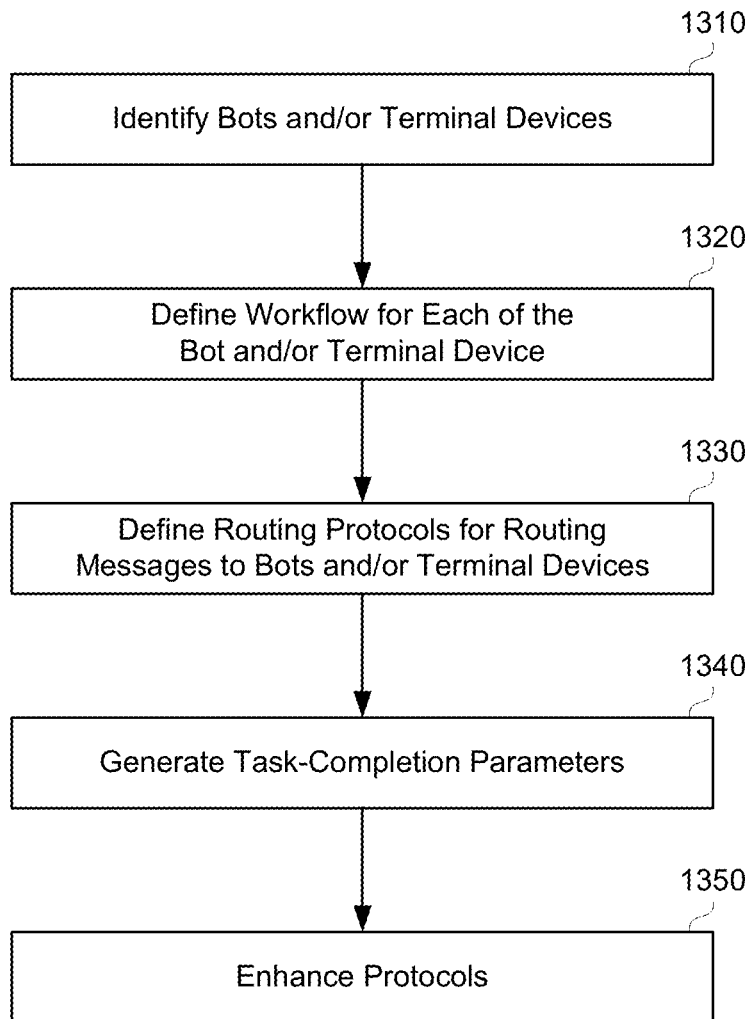 1310
Identify Bots and/or Terminal Devices
1320
Define Workflow for Each of the
Bot and/or Terminal Device
1330
Define Routing Protocols for Routing
Messages to Bots and/or Terminal Devices
1340
Generate Task-Completion Parameters
1350
Enhance Protocols